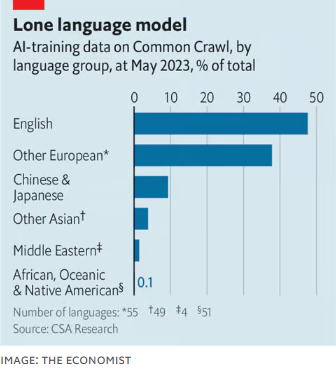 Lone language model
AI-training data on Common Crawl, by
language group, at May 2023, % of total
0 10 20 30 40 50
English
Other European*
Chinese &
Japanese
Other Asian†
Middle Eastern‡
African, Oceanic
& Native American§ 0.1
Number of languages: *55 †49 ‡4 §51
Source: CSA Research
IMAGE: THE ECONOMIST